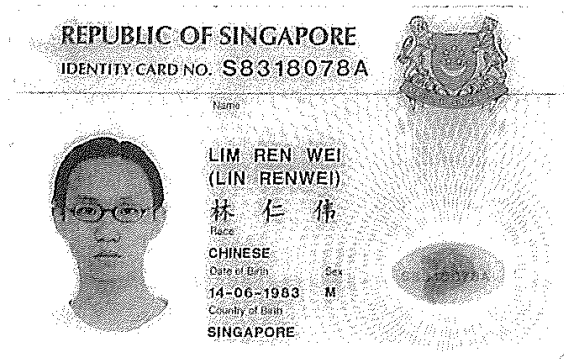 REPUBLIC OF SINGAPORE
IDENTITY CARD NO. S8318078A
Name
LIM REN WEI
(LIN RENWEI)
林 仁 伟
Race
CHINESE
Date of Birth Sex
14-06-1983 M
Country of Birth
SINGAPORE